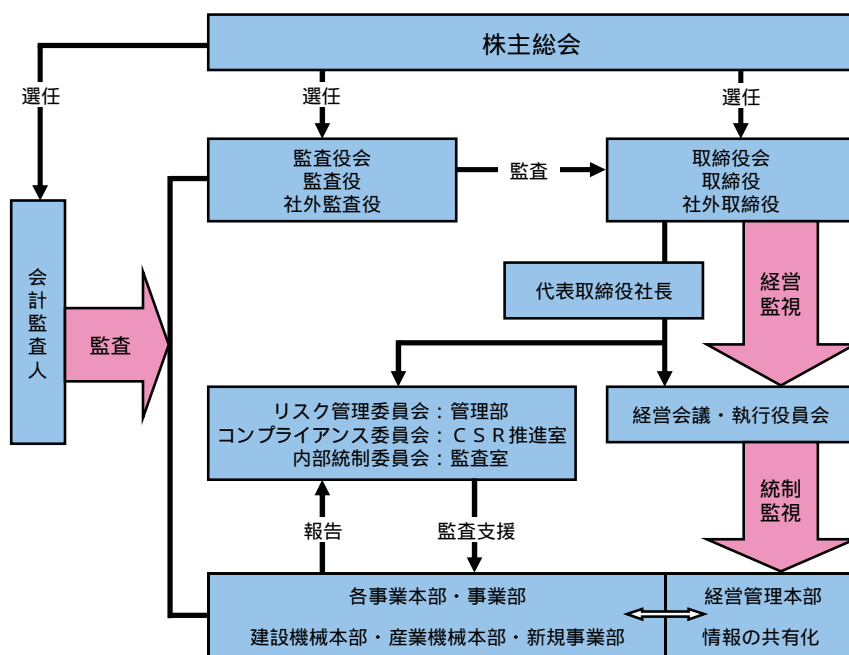 株主総会
選任
選任
選任
監査役会
監査役
社外監査役
監査
取締役会
取締役
社外取締役
会計監査人
監査
代表取締役社長
経営
監視
リスク管理委員会：管理部
コンプライアンス委員会：ＣＳＲ推進室
内部統制委員会：監査室
経営会議・執行役員会
報告
監査支援
統制
監視
各事業本部・事業部
建設機械本部・産業機械本部・新規事業部
経営管理本部
情報の共有化